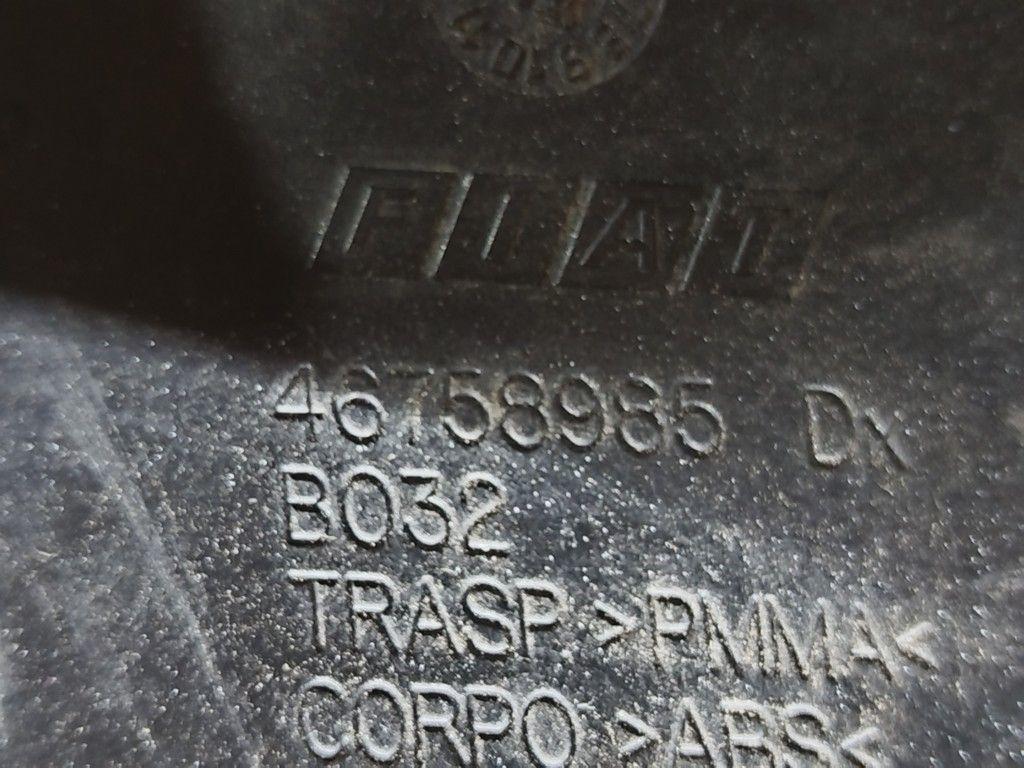 FIAT
46758985 Dx
B032
TRASP >PMMA<
CORPO >ABS<